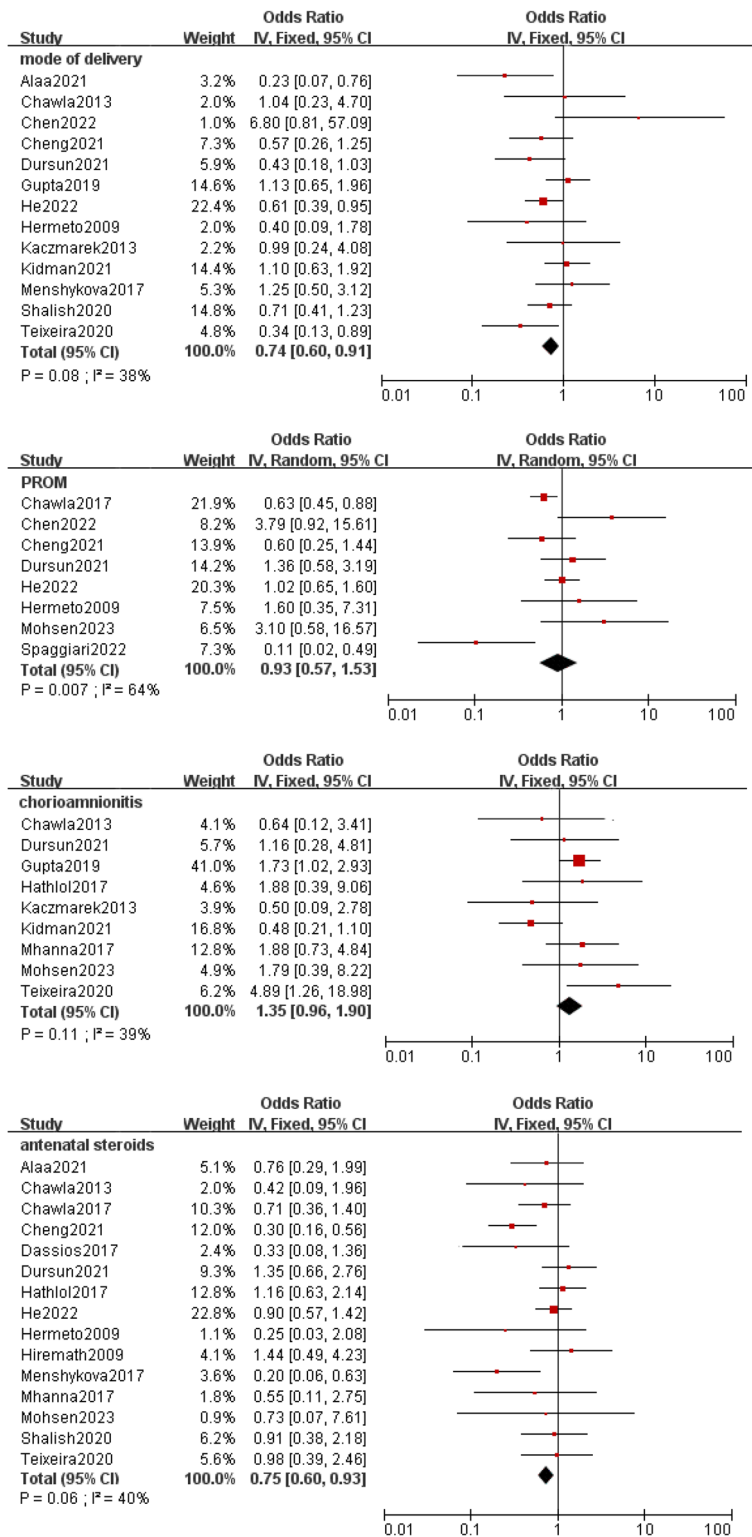 Odds Ratio Odds Ratio
Study Weight IV, Fixed, 95% CI IV, Fixed, 95% CI
mode of delivery
Alaa2021 3.2% 0.23 [0.07, 0.76]
Chawla2013 2.0% 1.04 [0.23, 4.70]
Chen2022 1.0% 6.80 [0.81, 57.09]
Cheng2021 7.3% 0.57 [0.26, 1.25]
Dursun2021 5.9% 0.43 [0.18, 1.03]
Gupta2019 14.6% 1.13 [0.65, 1.96]
He2022 22.4% 0.61 [0.39, 0.95]
Hermeto2009 2.0% 0.40 [0.09, 1.78]
Kaczmarek2013 2.2% 0.99 [0.24, 4.08]
Kidman2021 14.4% 1.10 [0.63, 1.92]
Menshykova2017 5.3% 1.25 [0.50, 3.12]
Shalish2020 14.8% 0.71 [0.41, 1.23]
Teixeira2020 4.8% 0.34 [0.13, 0.89]
Total (95% CI) 100.0% 0.74 [0.60, 0.91]
P = 0.08 ; I² = 38%
0.01 0.1 1 10 100
Odds Ratio Odds Ratio
Study Weight IV, Random, 95% CI IV, Random, 95% CI
PROM
Chawla2017 21.9% 0.63 [0.45, 0.88]
Chen2022 8.2% 3.79 [0.92, 15.61]
Cheng2021 13.9% 0.60 [0.25, 1.44]
Dursun2021 14.2% 1.36 [0.58, 3.19]
He2022 20.3% 1.02 [0.65, 1.60]
Hermeto2009 7.5% 1.60 [0.35, 7.31]
Mohsen2023 6.5% 3.10 [0.58, 16.57]
Spaggiari2022 7.3% 0.11 [0.02, 0.49]
Total (95% CI) 100.0% 0.93 [0.57, 1.53]
P = 0.007 ; I² = 64%
0.01 0.1 1 10 100
Odds Ratio Odds Ratio
Study Weight IV, Fixed, 95% CI IV, Fixed, 95% CI
chorioamnionitis
Chawla2013 4.1% 0.64 [0.12, 3.41]
Dursun2021 5.7% 1.16 [0.28, 4.81]
Gupta2019 41.0% 1.73 [1.02, 2.93]
Hathlol2017 4.6% 1.88 [0.39, 9.06]
Kaczmarek2013 3.9% 0.50 [0.09, 2.78]
Kidman2021 16.8% 0.48 [0.21, 1.10]
Mhanna2017 12.8% 1.88 [0.73, 4.84]
Mohsen2023 4.9% 1.79 [0.39, 8.22]
Teixeira2020 6.2% 4.89 [1.26, 18.98]
Total (95% CI) 100.0% 1.35 [0.96, 1.90]
P = 0.11 ; I² = 39%
0.01 0.1 1 10 100
Odds Ratio Odds Ratio
Study Weight IV, Fixed, 95% CI IV, Fixed, 95% CI
antenatal steroids
Alaa2021 5.1% 0.76 [0.29, 1.99]
Chawla2013 2.0% 0.42 [0.09, 1.96]
Chawla2017 10.3% 0.71 [0.36, 1.40]
Cheng2021 12.0% 0.30 [0.16, 0.56]
Dassios2017 2.4% 0.33 [0.08, 1.36]
Dursun2021 9.3% 1.35 [0.66, 2.76]
Hathlol2017 12.8% 1.16 [0.63, 2.14]
He2022 22.8% 0.90 [0.57, 1.42]
Hermeto2009 1.1% 0.25 [0.03, 2.08]
Hiremath2009 4.1% 1.44 [0.49, 4.23]
Menshykova2017 3.6% 0.20 [0.06, 0.63]
Mhanna2017 1.8% 0.55 [0.11, 2.75]
Mohsen2023 0.9% 0.73 [0.07, 7.61]
Shalish2020 6.2% 0.91 [0.38, 2.18]
Teixeira2020 5.6% 0.98 [0.39, 2.46]
Total (95% CI) 100.0% 0.75 [0.60, 0.93]
P = 0.06 ; I² = 40%
0.01 0.1 1 10 100